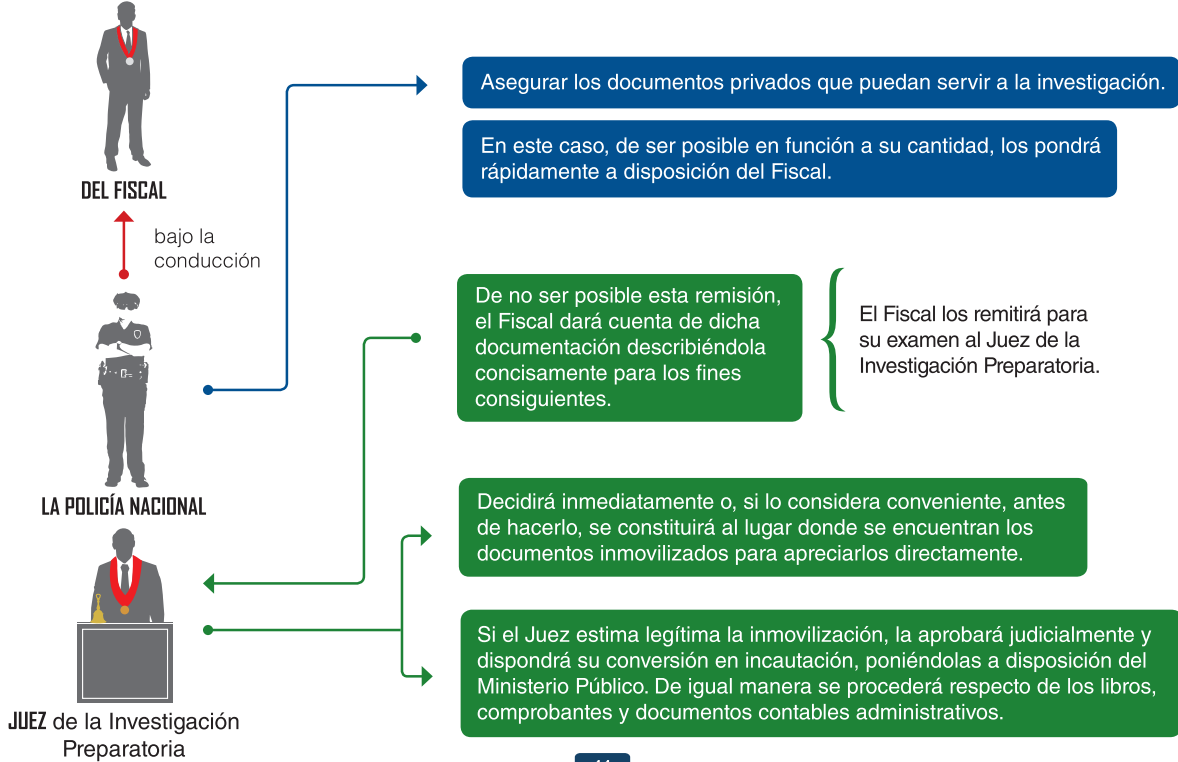 DEL FISCAL
bajo la
conducción
LA POLICÍA NACIONAL
JUEZ de la Investigación
Preparatoria
Asegurar los documentos privados que puedan servir a la investigación.
En este caso, de ser posible en función a su cantidad, los pondrá
rápidamente a disposición del Fiscal.
De no ser posible esta remisión,
el Fiscal dará cuenta de dicha
documentación describiéndola
concisamente para los fines
consiguientes.
El Fiscal los remitirá para
su examen al Juez de la
Investigación Preparatoria.
Decidirá inmediatamente o, si lo considera conveniente, antes
de hacerlo, se constituirá al lugar donde se encuentran los
documentos inmovilizados para apreciarlos directamente.
Si el Juez estima legítima la inmovilización, la aprobará judicialmente y
dispondrá su conversión en incautación, poniéndolas a disposición del
Ministerio Público. De igual manera se procederá respecto de los libros,
comprobantes y documentos contables administrativos.